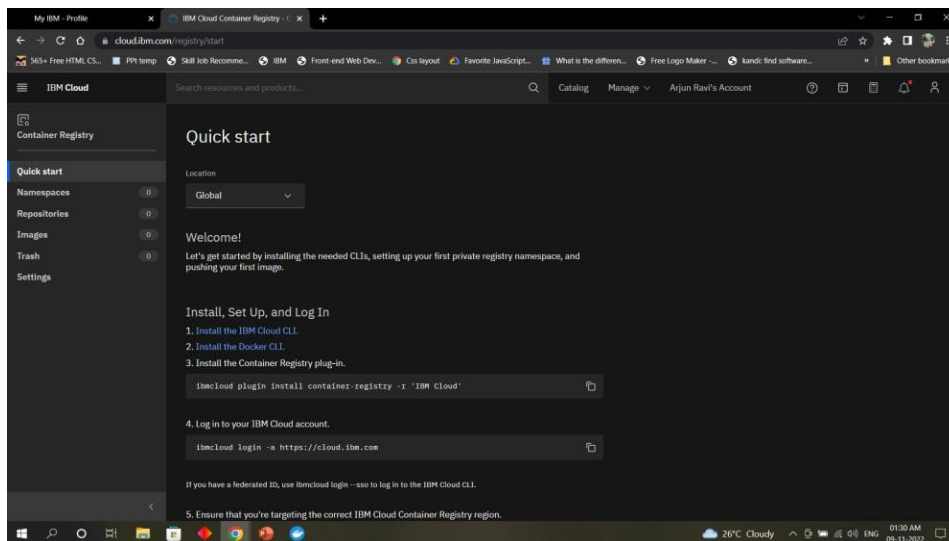 My IBM - Profile
IBM Cloud Container Registry - C
cloud.ibm.com/registry/start
565+ Free HTML, CS... PPt temp Skill Job Recomme... IBM Front-end Web Dev... Css layout Favorite JavaScript... What is the differen... Free Logo Maker -... kandi: find software... » Other bookmark
IBM Cloud Search resources and products... Catalog Manage Arjun Ravi's Account
Container Registry
Quick start
Namespaces 0
Repositories 0
Images 0
Trash 0
Settings
Quick start
Location
Global
Welcome!
Let's get started by installing the needed CLIs, setting up your first private registry namespace, and
pushing your first image.
Install, Set Up, and Log In
1. Install the IBM Cloud CLI.
2. Install the Docker CLI.
3. Install the Container Registry plug-in.
ibmcloud plugin install container-registry -r 'IBM Cloud'
4. Log in to your IBM Cloud account.
ibmcloud login -a https://cloud.ibm.com
If you have a federated ID, use ibmcloud login --sso to log in to the IBM Cloud CLI.
5. Ensure that you're targeting the correct IBM Cloud Container Registry region.
26°C Cloudy ENG 01:30 AM
09-11-2022